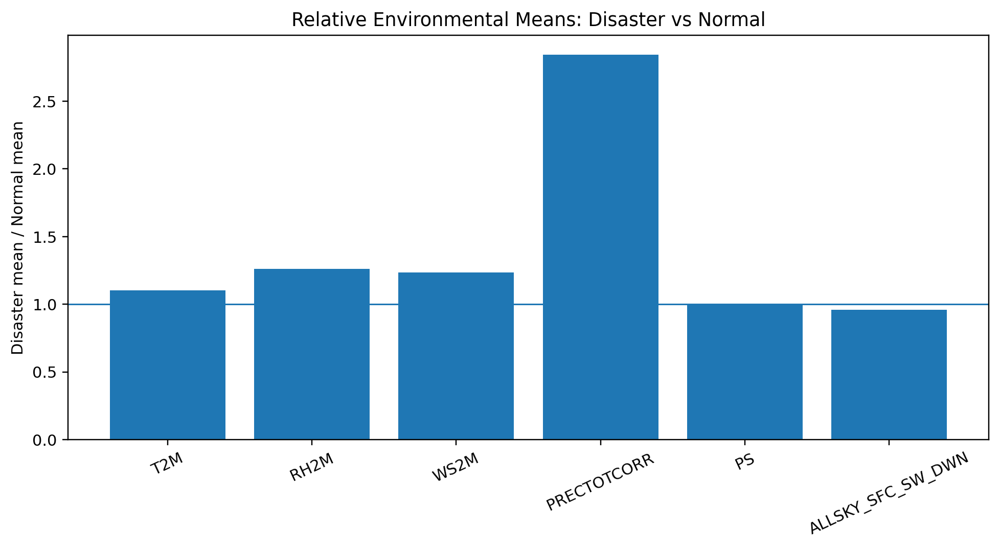 Relative Environmental Means: Disaster vs Normal
Disaster mean / Normal mean
2.5
2.0
1.5
1.0
0.5
0.0
T2M
RH2M
WS2M
PRECTOTCORR
PS
ALLSKY_SFC_SW_DWN